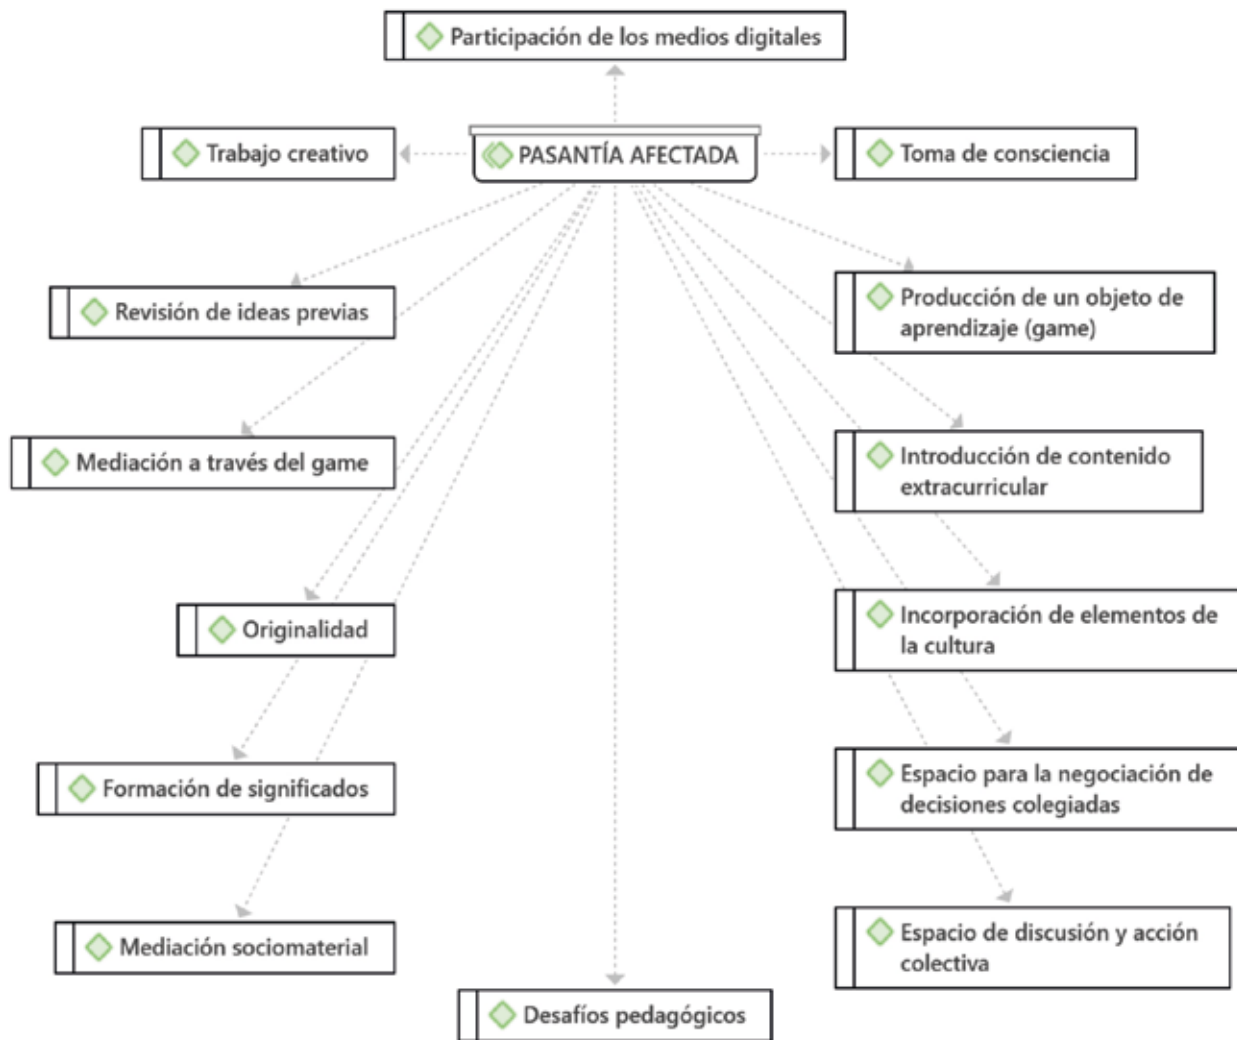 Participación de los medios digitales
Trabajo creativo
PASANTÍA AFECTADA
Toma de consciencia
Revisión de ideas previas
Producción de un objeto de
aprendizaje (game)
Mediación a través del game
Introducción de contenido
extracurricular
Originalidad
Incorporación de elementos de
la cultura
Formación de significados
Espacio para la negociación de
decisiones colegiadas
Mediación sociomaterial
Espacio de discusión y acción
colectiva
Desafíos pedagógicos